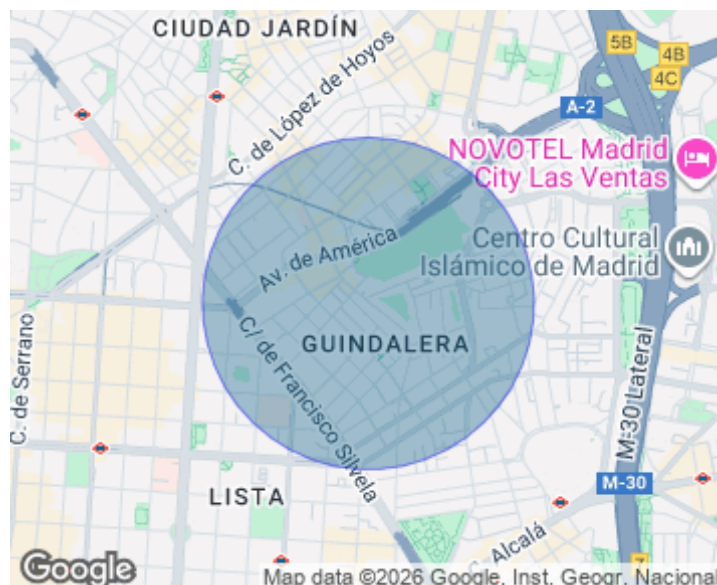 CIUDAD JARDÍN
5B
4B
4C
A-2
C. de López de Hoyos
NOVOTEL Madrid
City Las Ventas
Av. de América
Centro Cultural
Islámico de Madrid
GUINDALERA
C. de Serrano
C/ de Francisco Silvela
M-30 Lateral
M-30
LISTA
C. Alcalá
7
Google
Map data ©2026 Google, Inst. Geogr. Nacional